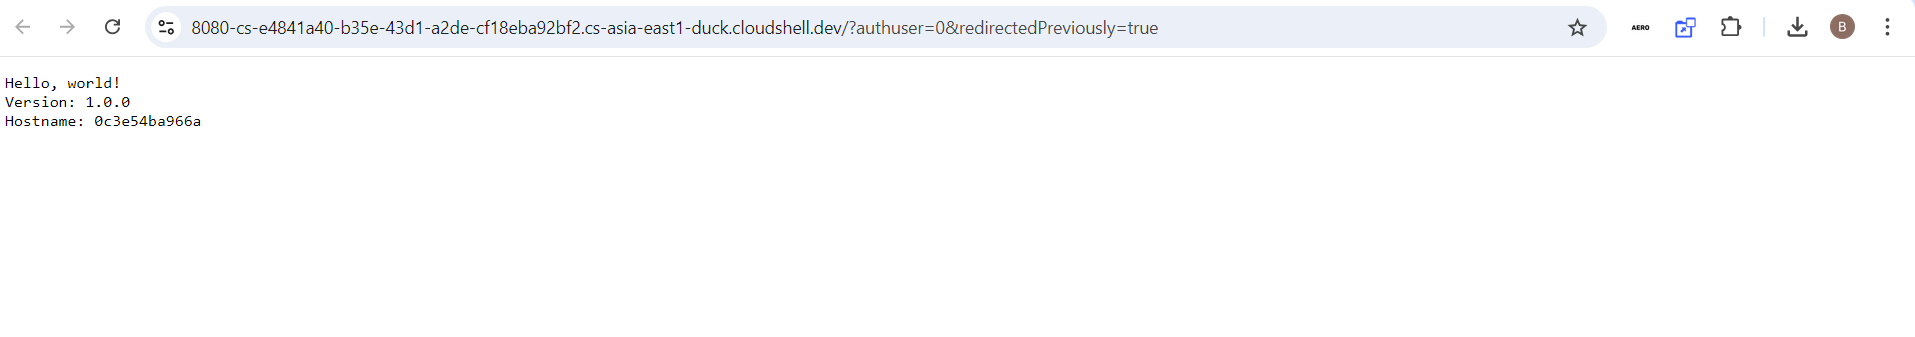 8080-cs-e4841a40-b35e-43d1-a2de-cf18eba92bf2.cs-asia-east1-duck.cloudshell.dev/?authuser=0&redirectedPreviously=true
AERO
B
Hello, world!
Version: 1.0.0
Hostname: 0c3e54ba966a